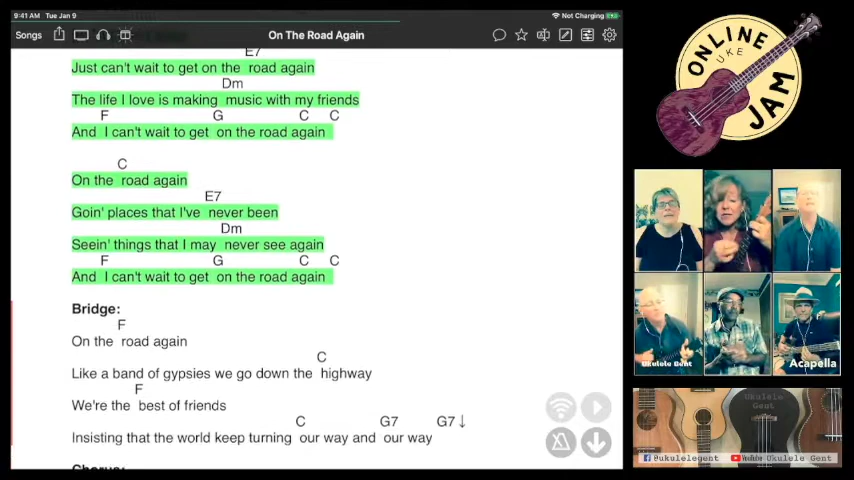 9:41 AM Tue Jan 9
Not Charging
Songs
On The Road Again
E7
Just can't wait to get on the road again
Dm
The life I love is making music with my friends
F G C C
And I can't wait to get on the road again
C
On the road again
E7
Goin' places that I've never been
Dm
Seein' things that I may never see again
F G C C
And I can't wait to get on the road again
Bridge:
F
On the road again
C
Like a band of gypsies we go down the highway
F
We're the best of friends
C G7 G7↓
Insisting that the world keep turning our way and our way
Chorus:
ONLINE
UKE
JAM
Ukulele Gent
Acapella
Ukulele
Gent
@ukulelegent
YouTube Ukulele Gent